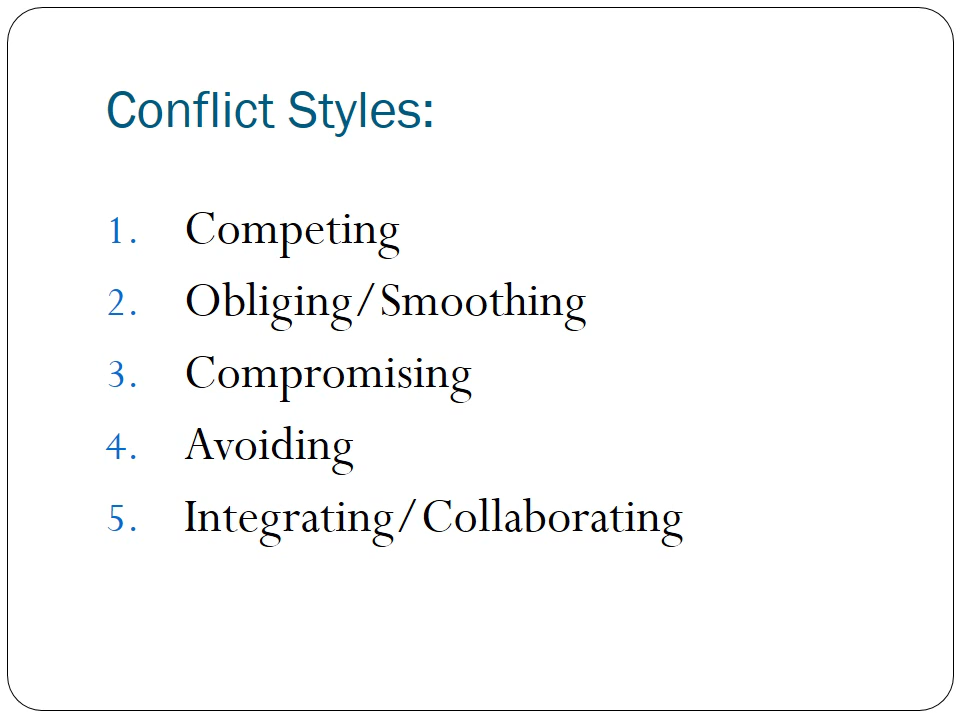 Conflict Styles:
1. Competing
2. Obliging/Smoothing
3. Compromising
4. Avoiding
5. Integrating/Collaborating